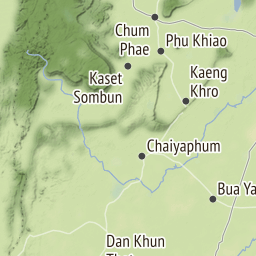 Chum
Phae
Phu Khiao
Kaset
Sombun
Kaeng
Khro
Chaiyaphum
Bua Ya
Dan Khun